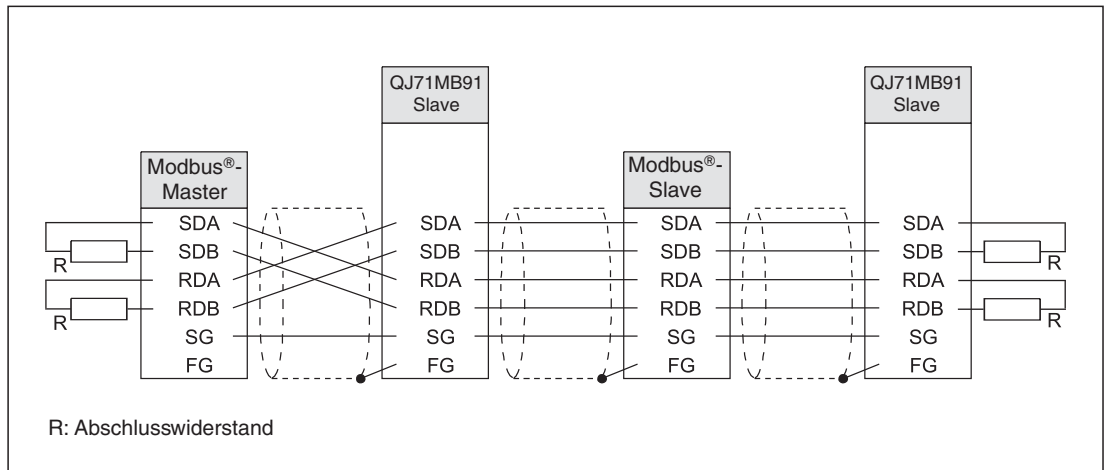 QJ71MB91
Slave
QJ71MB91
Slave
Modbus®-
Master
Modbus®-
Slave
SDA
SDA
SDA
SDA
SDB
SDB
SDB
SDB
R
R
RDA
RDA
RDA
RDA
RDB
RDB
RDB
RDB
R
R
SG
SG
SG
SG
FG
FG
FG
FG
R: Abschlusswiderstand